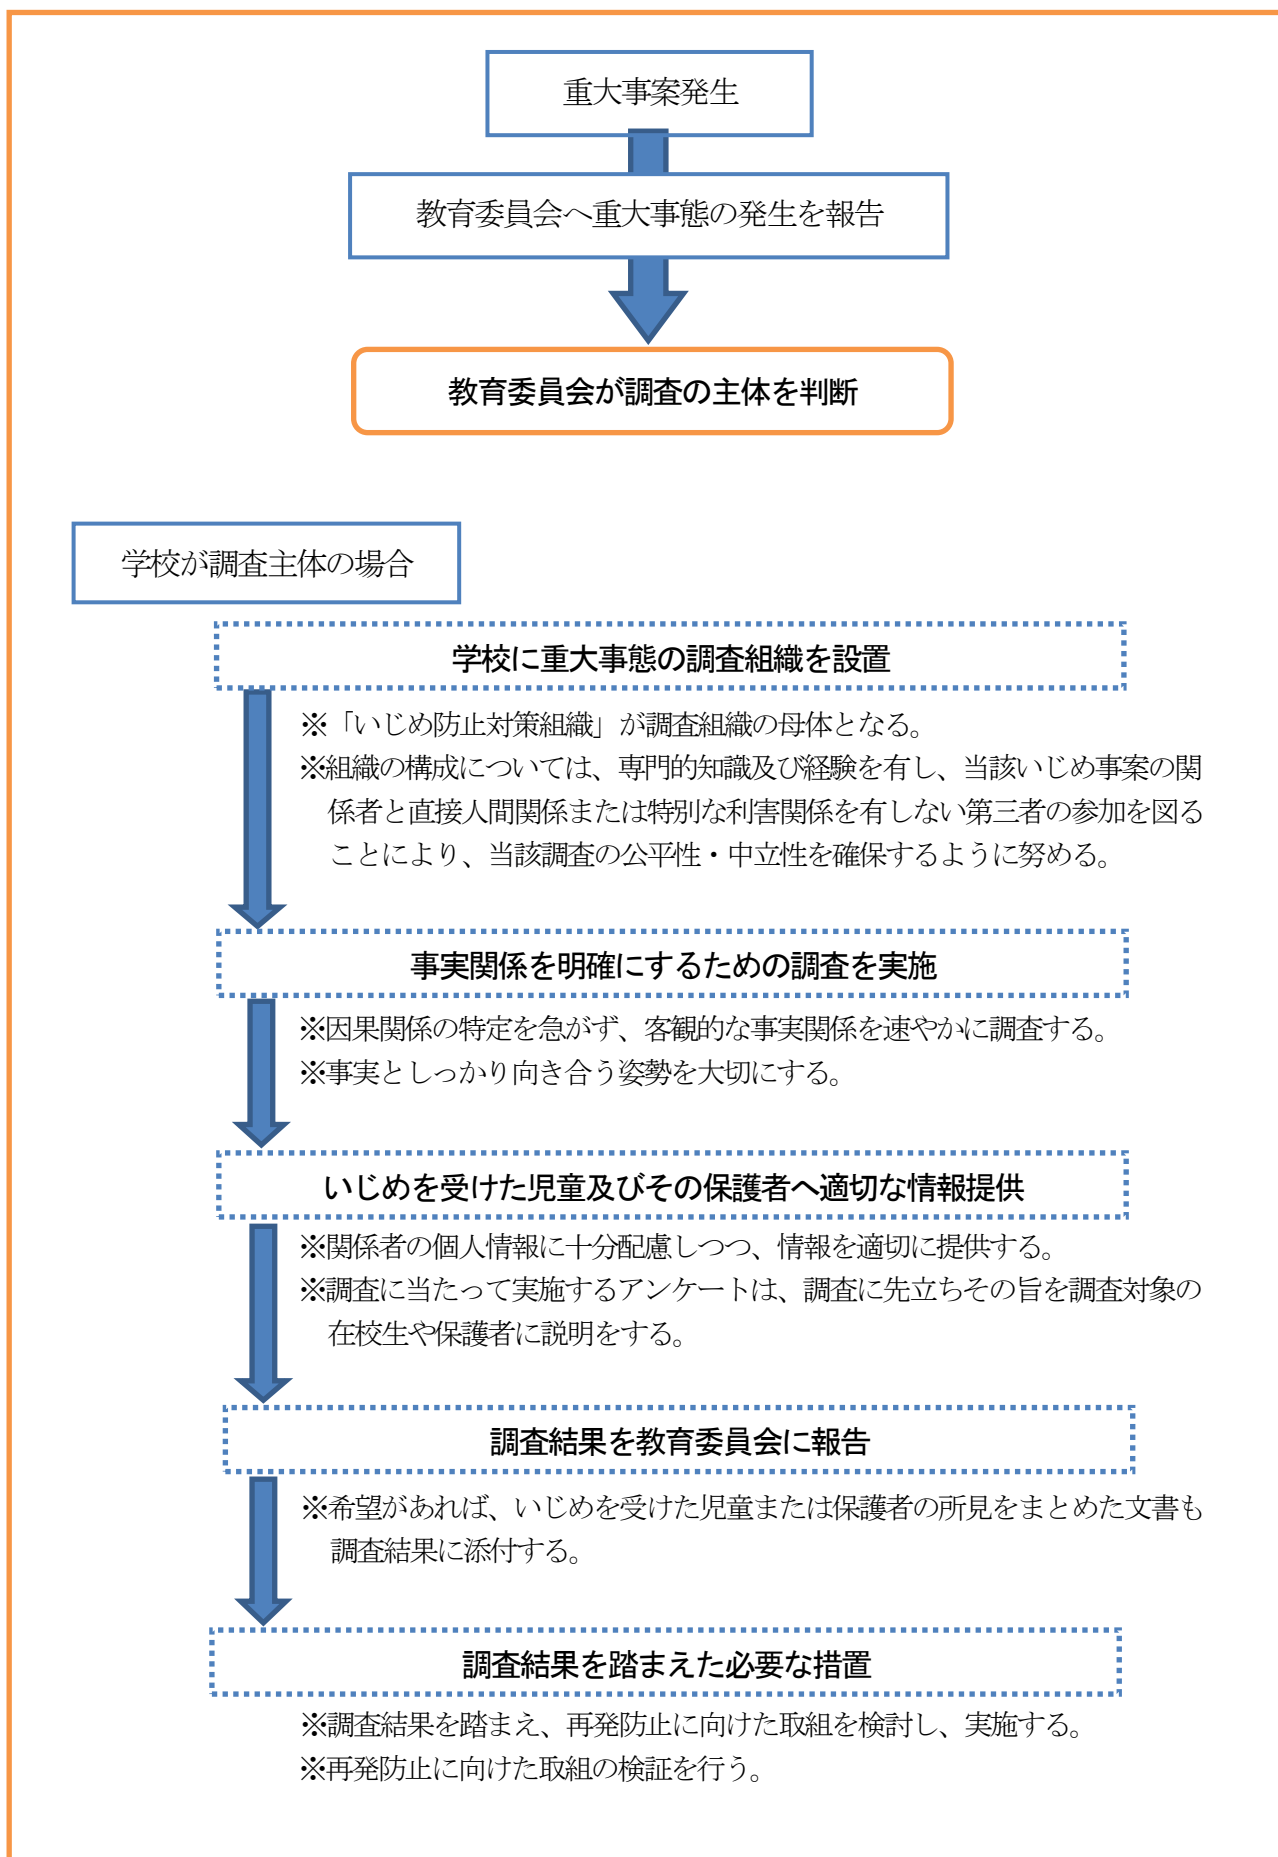 重大事案発生
教育委員会へ重大事態の発生を報告
教育委員会が調査の主体を判断
学校が調査主体の場合
学校に重大事態の調査組織を設置
※「いじめ防止対策組織」が調査組織の母体となる。
※組織の構成については、専門的知識及び経験を有し、当該いじめ事案の関
係者と直接人間関係または特別な利害関係を有しない第三者の参加を図る
ことにより、当該調査の公平性・中立性を確保するように努める。
事実関係を明確にするための調査を実施
※因果関係の特定を急がず、客観的な事実関係を速やかに調査する。
※事実としっかり向き合う姿勢を大切にする。
いじめを受けた児童及びその保護者へ適切な情報提供
※関係者の個人情報に十分配慮しつつ、情報を適切に提供する。
※調査に当たって実施するアンケートは、調査に先立ちその旨を調査対象の
在校生や保護者に説明をする。
調査結果を教育委員会に報告
※希望があれば、いじめを受けた児童または保護者の所見をまとめた文書も
調査結果に添付する。
調査結果を踏まえた必要な措置
※調査結果を踏まえ、再発防止に向けた取組を検討し、実施する。
※再発防止に向けた取組の検証を行う。